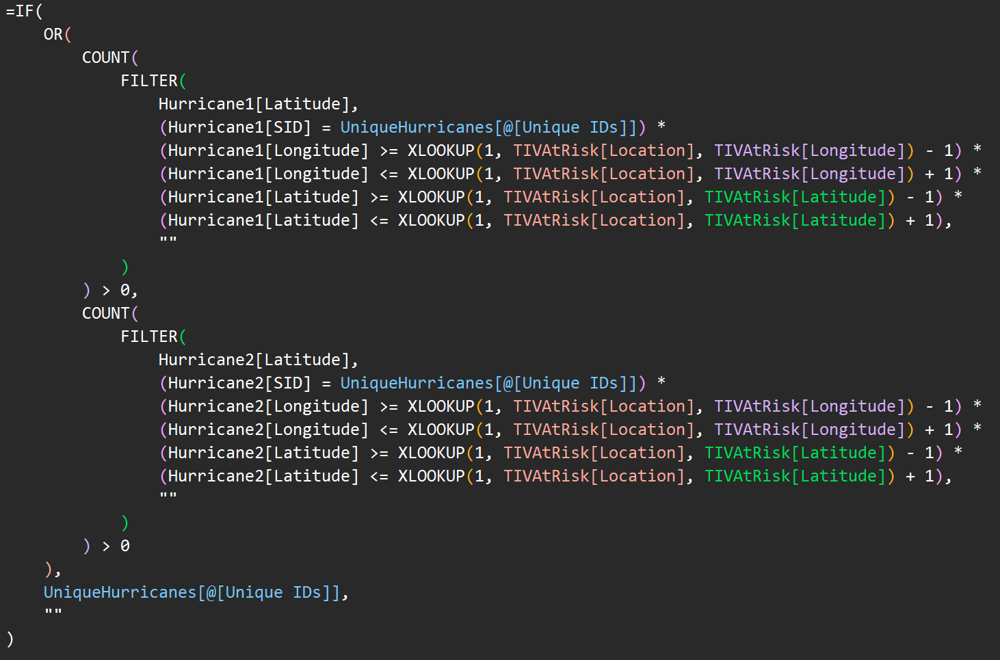 =IF(
OR(
COUNT(
FILTER(
Hurricane1[Latitude],
(Hurricane1[SID] = UniqueHurricanes[@[Unique IDs]]) *
(Hurricane1[Longitude] >= XLOOKUP(1, TIVAtRisk[Location], TIVAtRisk[Longitude]) - 1) *
(Hurricane1[Longitude] <= XLOOKUP(1, TIVAtRisk[Location], TIVAtRisk[Longitude]) + 1) *
(Hurricane1[Latitude] >= XLOOKUP(1, TIVAtRisk[Location], TIVAtRisk[Latitude]) - 1) *
(Hurricane1[Latitude] <= XLOOKUP(1, TIVAtRisk[Location], TIVAtRisk[Latitude]) + 1),
""
)
) > 0,
COUNT(
FILTER(
Hurricane2[Latitude],
(Hurricane2[SID] = UniqueHurricanes[@[Unique IDs]]) *
(Hurricane2[Longitude] >= XLOOKUP(1, TIVAtRisk[Location], TIVAtRisk[Longitude]) - 1) *
(Hurricane2[Longitude] <= XLOOKUP(1, TIVAtRisk[Location], TIVAtRisk[Longitude]) + 1) *
(Hurricane2[Latitude] >= XLOOKUP(1, TIVAtRisk[Location], TIVAtRisk[Latitude]) - 1) *
(Hurricane2[Latitude] <= XLOOKUP(1, TIVAtRisk[Location], TIVAtRisk[Latitude]) + 1),
""
)
) > 0
),
UniqueHurricanes[@[Unique IDs]],
""
)